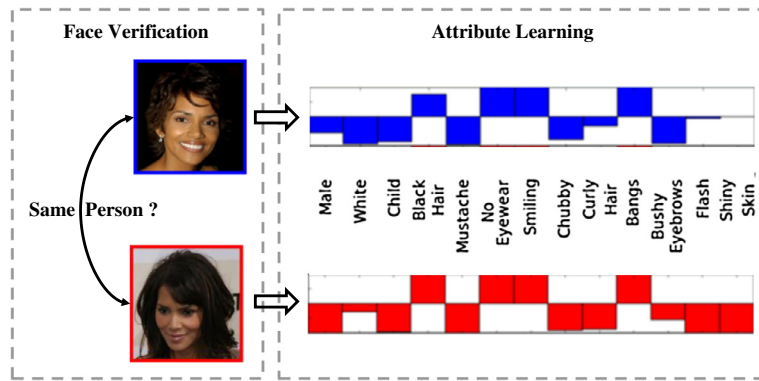 Face Verification
Attribute Learning
Same Person ?
Male
White
Child
Black
Hair
Mustache
No
Eyewear
Smiling
Chubby
Curly
Hair
Bangs
Bushy
Eyebrows
Flash
Shiny
Skin